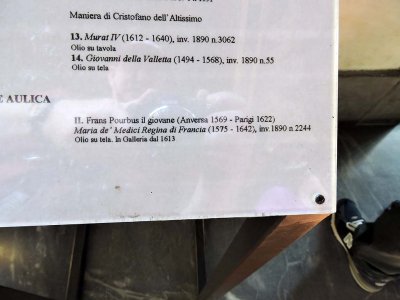 Maniera di Cristofano dell'Altissimo
13. Murat IV (1612 - 1640), inv. 1890 n.3062
Olio su tavola
14. Giovanni della Valletta (1494 - 1568), inv. 1890 n.55
Olio su tela
E AULICA
II. Frans Pourbus il giovane (Anversa 1569 - Parigi 1622)
Maria de' Medici Regina di Francia (1575 - 1642), inv.1890 n 2244
Olio su tela. In Galleria dal 1613